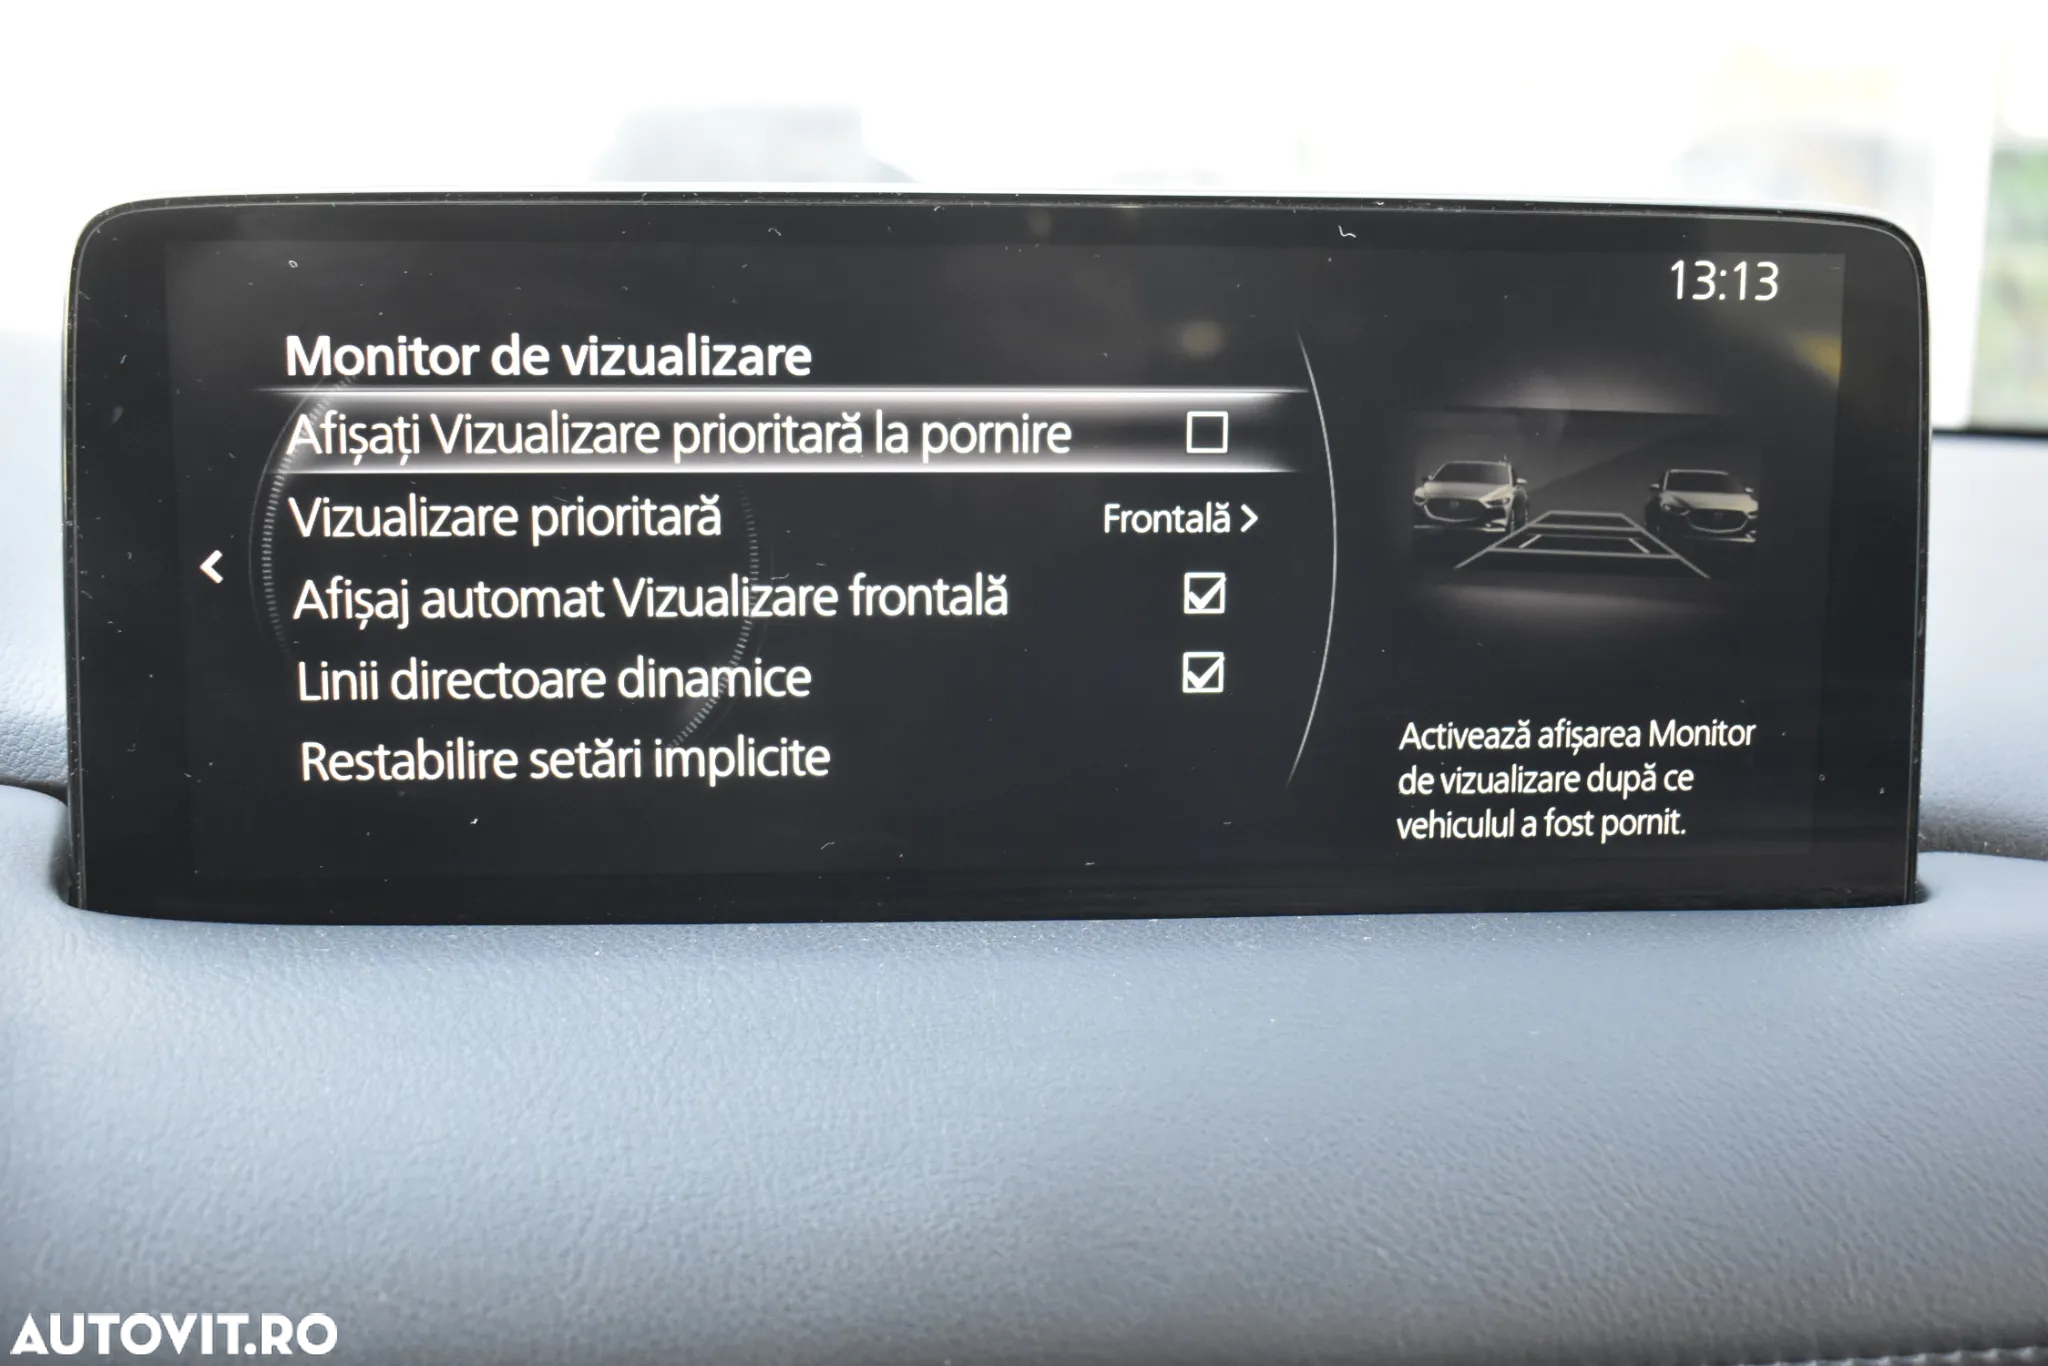 13:13
Monitor de vizualizare
Afișați Vizualizare prioritară la pornire
Vizualizare prioritară Frontală >
Afișaj automat Vizualizare frontală
Linii directoare dinamice
Restabilire setări implicite
Activează afișarea Monitor
de vizualizare după ce
vehiculul a fost pornit.
AUTOVIT.RO